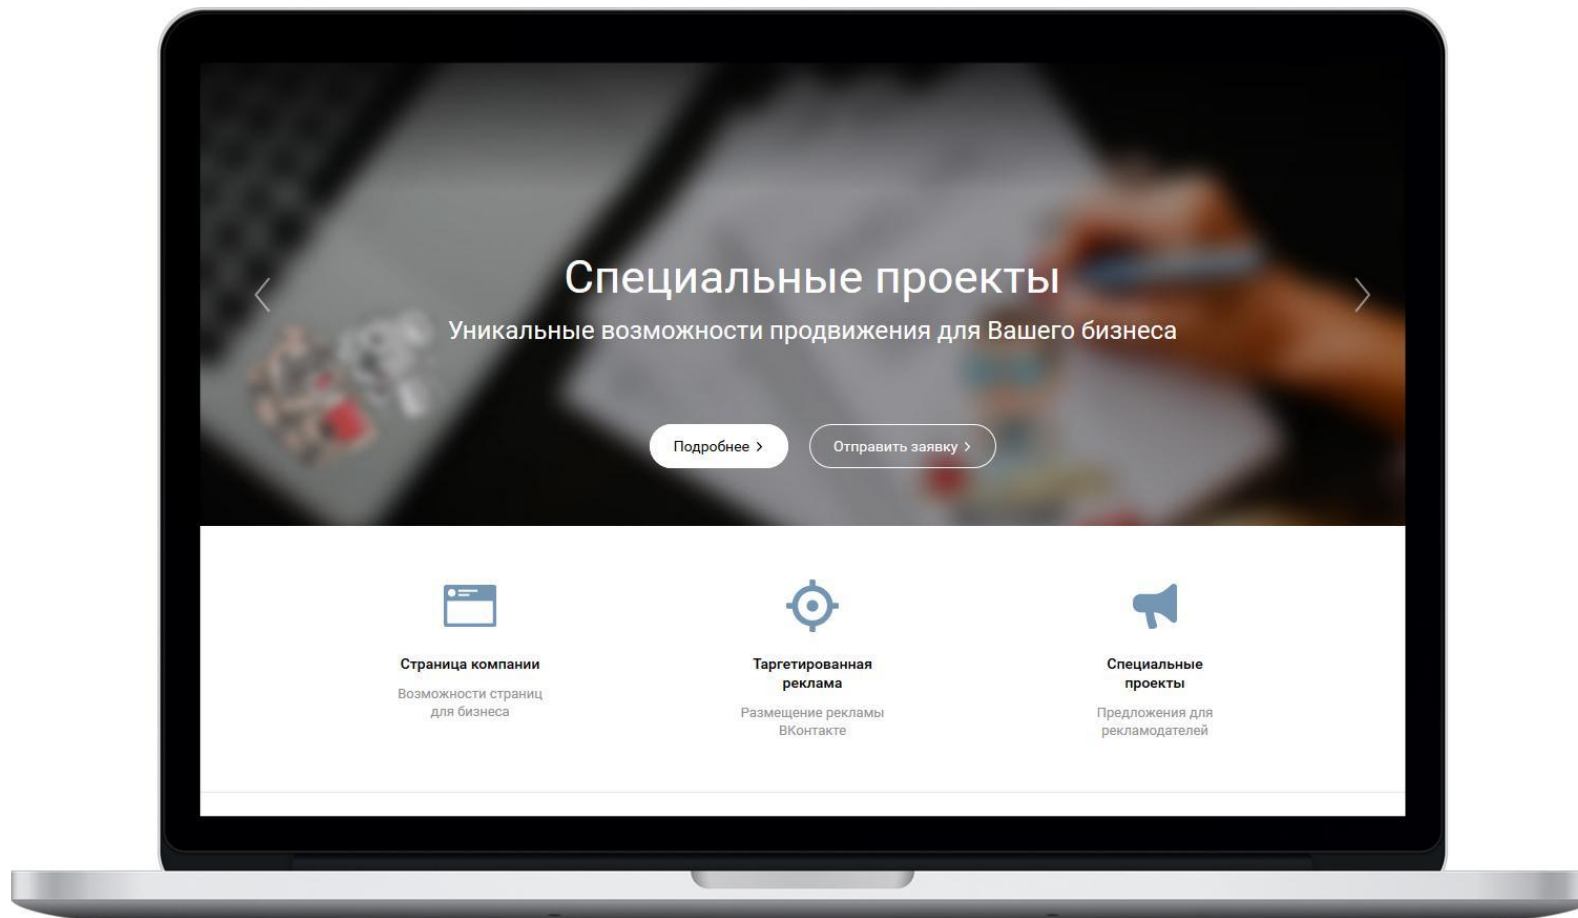 Специальные проекты
Уникальные возможности продвижения для Вашего бизнеса
Подробнее >
Отправить заявку >
Страница компании
Возможности страниц
для бизнеса
Таргетированная
реклама
Размещение рекламы
ВКонтакте
Специальные
проекты
Предложения для
рекламодателей